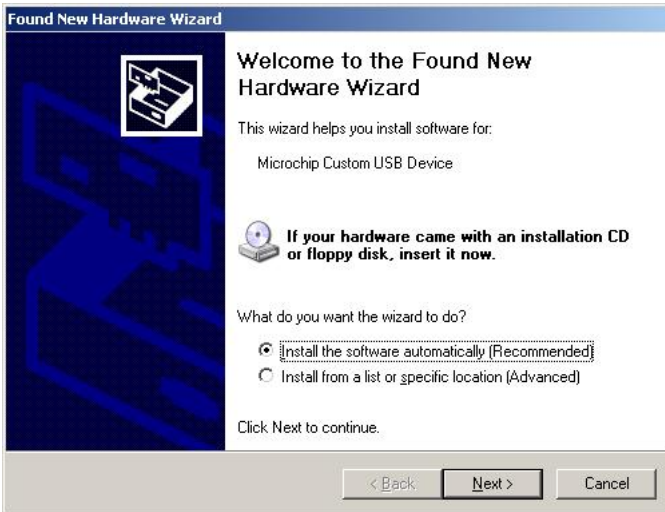 Found New Hardware Wizard
Welcome to the Found New
Hardware Wizard
This wizard helps you install software for:
Microchip Custom USB Device
If your hardware came with an installation CD
or floppy disk, insert it now.
What do you want the wizard to do?
Install the software automatically (Recommended)
Install from a list or specific location (Advanced)
Click Next to continue.
< Back
Next >
Cancel